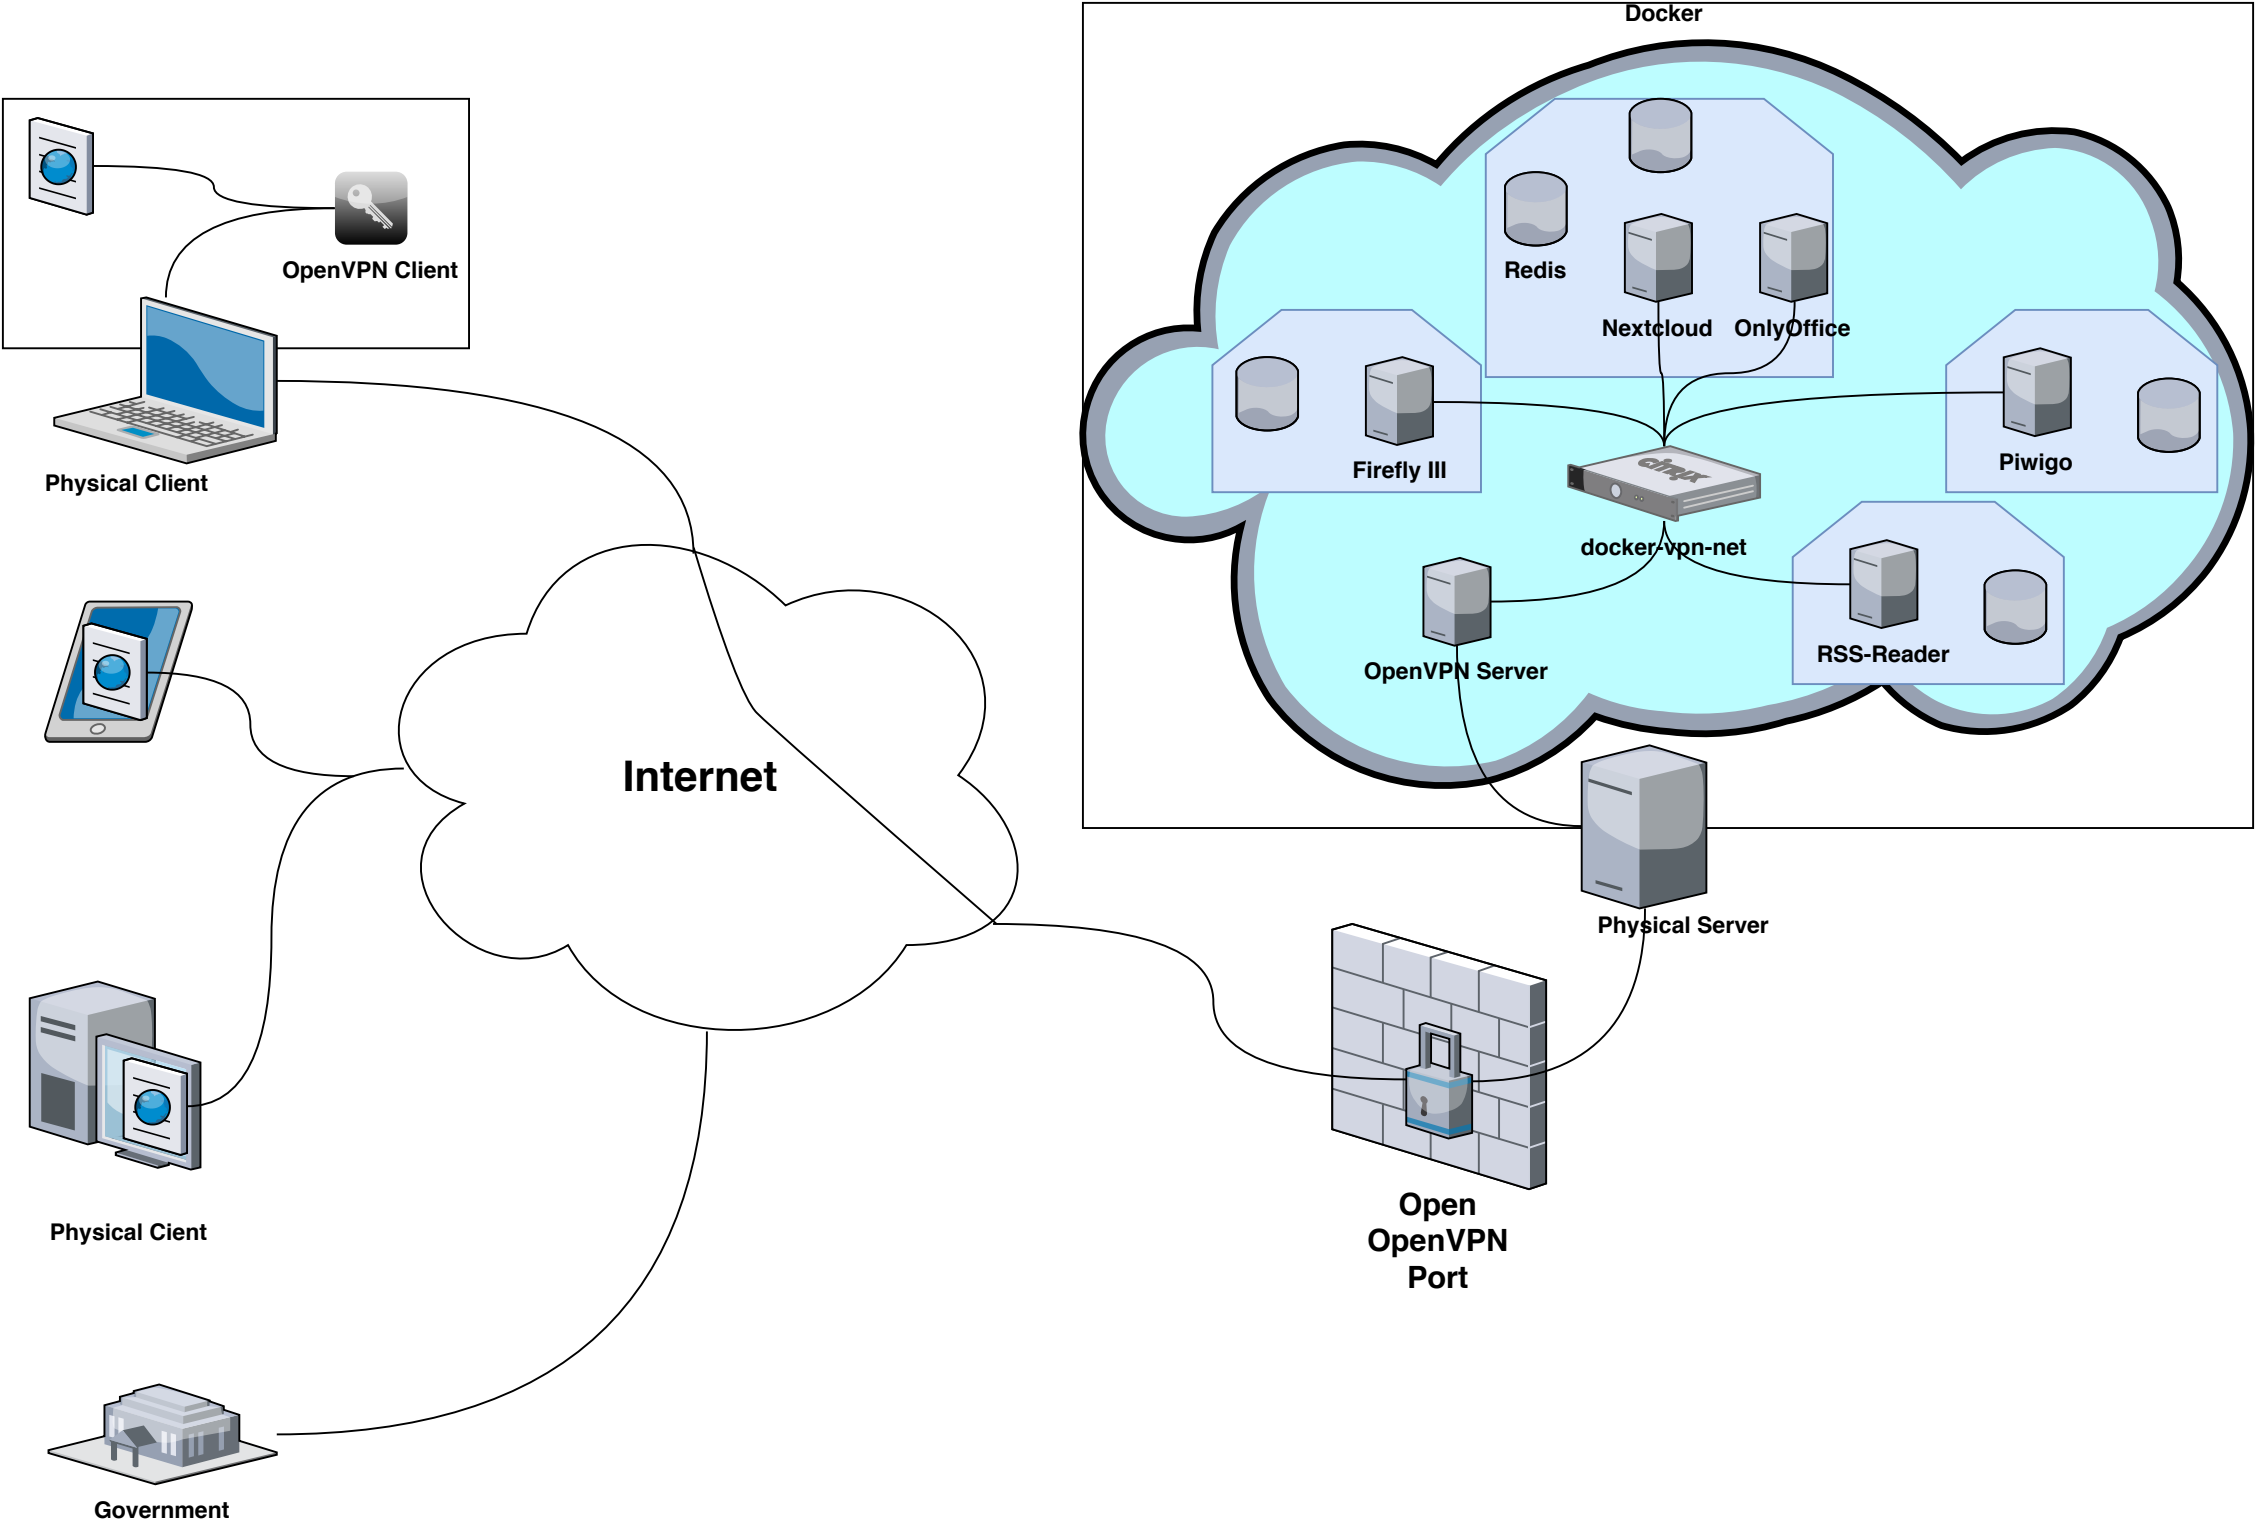 Docker
OpenVPN Client
Physical Client
Redis
Nextcloud
OnlyOffice
Firefly III
CITRIX
Piwigo
docker-vpn-net
OpenVPN Server
RSS-Reader
Internet
Physical Server
Physical Cient
Open
OpenVPN
Port
Government